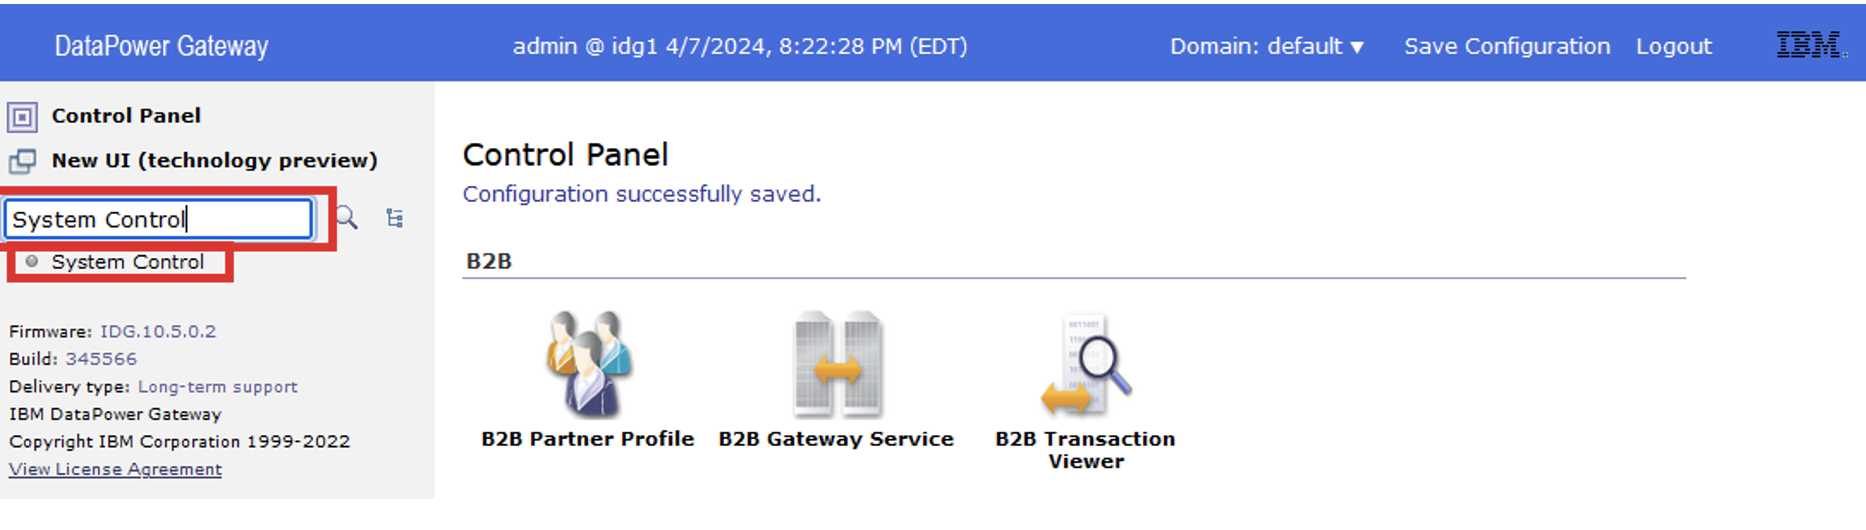 DataPower Gateway
admin @ idg1 4/7/2024, 8:22:28 PM (EDT)
Domain: default ▼
Save Configuration
Logout
IBM
Control Panel
New UI (technology preview)
System Control
System Control
Firmware: IDG.10.5.0.2
Build: 345566
Delivery type: Long-term support
IBM DataPower Gateway
Copyright IBM Corporation 1999-2022
View License Agreement
Control Panel
Configuration successfully saved.
B2B
B2B Partner Profile
B2B Gateway Service
B2B Transaction
Viewer